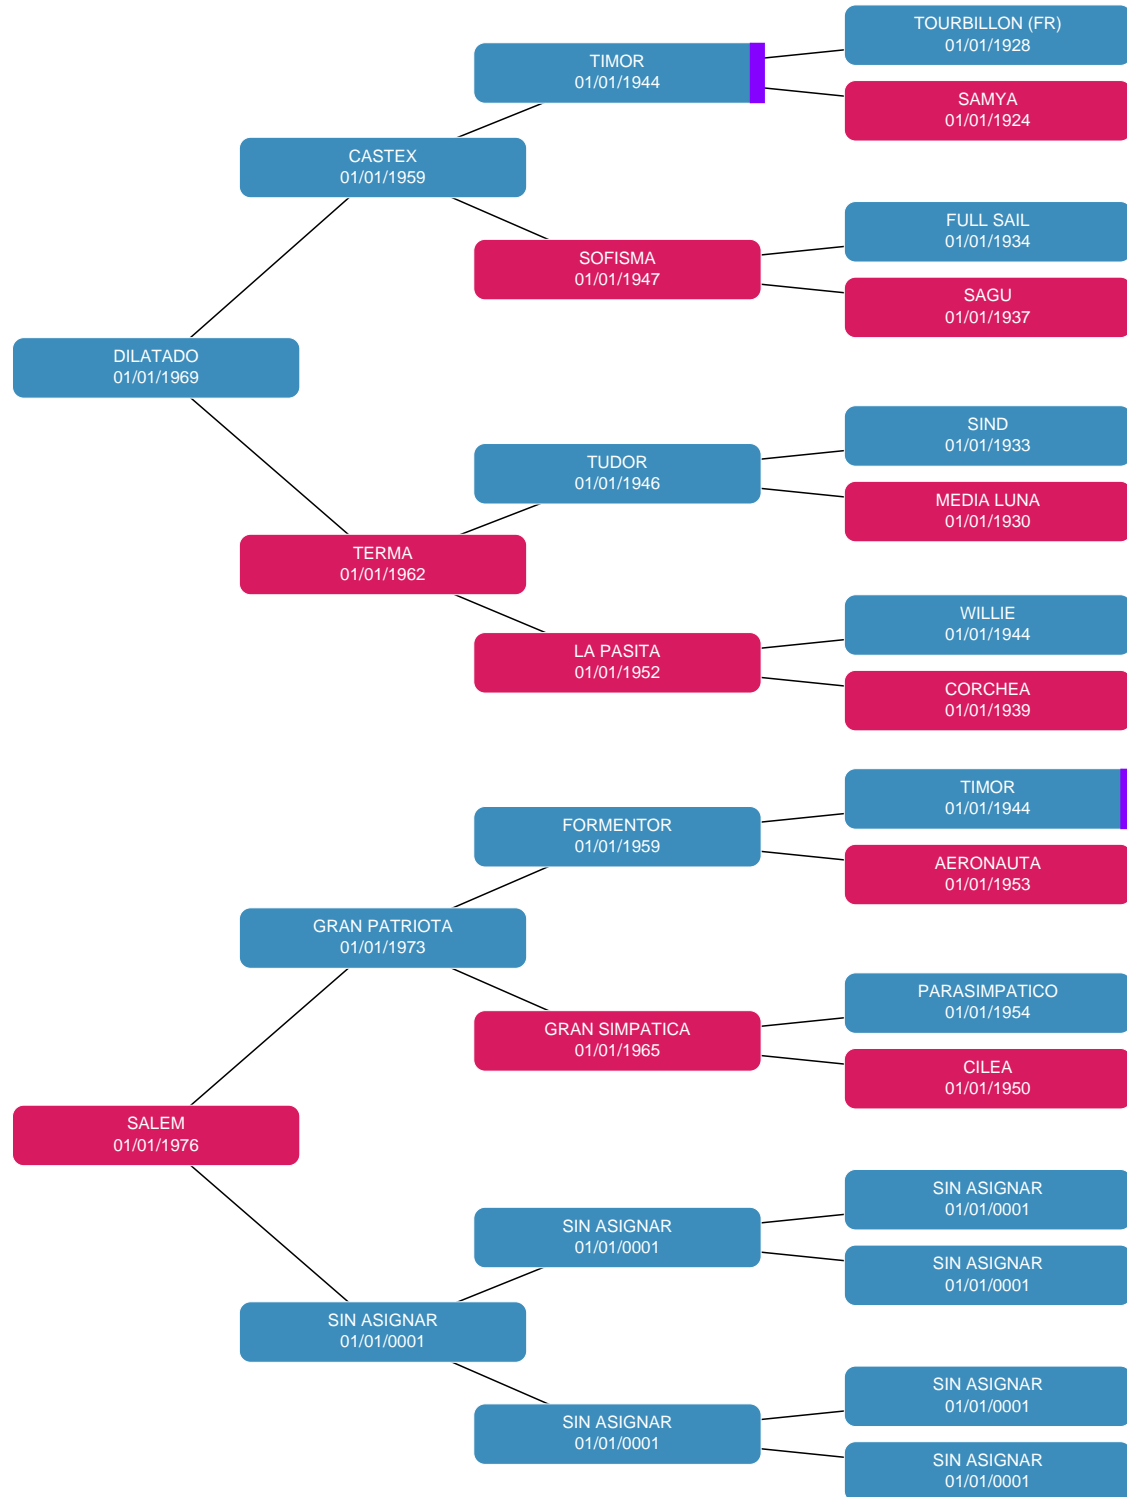 TOURBILLON (FR)
01/01/1928
TIMOR
01/01/1944
SAMYA
01/01/1924
CASTEX
01/01/1959
FULL SAIL
01/01/1934
SOFISMA
01/01/1947
SAGU
01/01/1937
DILATADO
01/01/1969
SIND
01/01/1933
TUDOR
01/01/1946
MEDIA LUNA
01/01/1930
TERMA
01/01/1962
WILLIE
01/01/1944
LA PASITA
01/01/1952
CORCHEA
01/01/1939
TIMOR
01/01/1944
FORMENTOR
01/01/1959
AERONAUTA
01/01/1953
GRAN PATRIOTA
01/01/1973
PARASIMPATICO
01/01/1954
GRAN SIMPATICA
01/01/1965
CILEA
01/01/1950
SALEM
01/01/1976
SIN ASIGNAR
01/01/0001
SIN ASIGNAR
01/01/0001
SIN ASIGNAR
01/01/0001
SIN ASIGNAR
01/01/0001
SIN ASIGNAR
01/01/0001
SIN ASIGNAR
01/01/0001
SIN ASIGNAR
01/01/0001